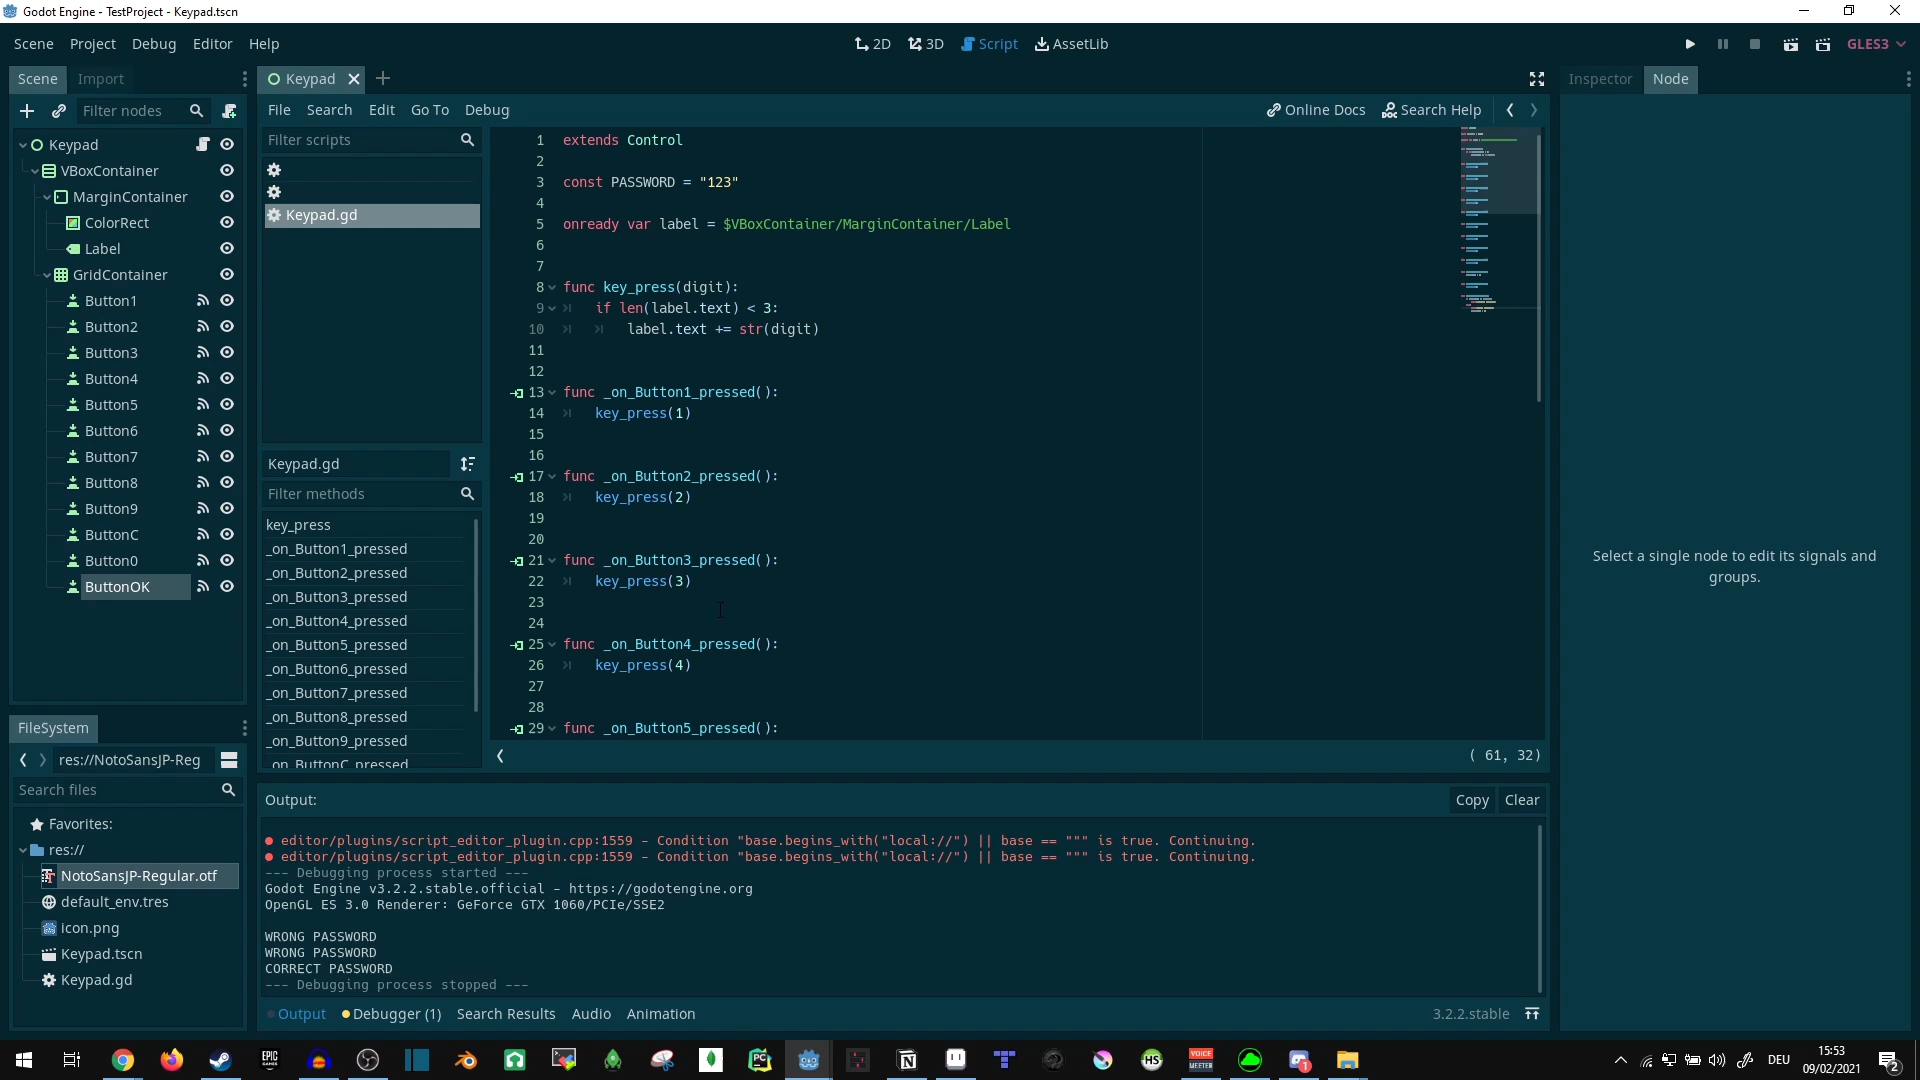 Godot Engine - TestProject - Keypad.tscn
Scene Project Debug Editor Help
2D 3D Script AssetLib
GLES3
Scene Import
Filter nodes
Keypad
VBoxContainer
MarginContainer
ColorRect
Label
GridContainer
Button1
Button2
Button3
Button4
Button5
Button6
Button7
Button8
Button9
ButtonC
Button0
ButtonOK
FileSystem
res://NotoSansJP-Reg
Search files
Favorites:
res://
NotoSansJP-Regular.otf
default_env.tres
icon.png
Keypad.tscn
Keypad.gd
Keypad
File Search Edit Go To Debug
Online Docs Search Help
Filter scripts
Keypad.gd
Keypad.gd
Filter methods
key_press
_on_Button1_pressed
_on_Button2_pressed
_on_Button3_pressed
_on_Button4_pressed
_on_Button5_pressed
_on_Button6_pressed
_on_Button7_pressed
_on_Button8_pressed
_on_Button9_pressed
_on_ButtonC_pressed
1 extends Control
2
3 const PASSWORD = "123"
4
5 onready var label = $VBoxContainer/MarginContainer/Label
6
7
8 func key_press(digit):
9 if len(label.text) < 3:
10 label.text += str(digit)
11
12
13 func _on_Button1_pressed():
14 key_press(1)
15
16
17 func _on_Button2_pressed():
18 key_press(2)
19
20
21 func _on_Button3_pressed():
22 key_press(3)
23
24
25 func _on_Button4_pressed():
26 key_press(4)
27
28
29 func _on_Button5_pressed():
( 61, 32)
Output:
Copy Clear
editor/plugins/script_editor_plugin.cpp:1559 - Condition "base.begins_with("local://") || base == """ is true. Continuing.
editor/plugins/script_editor_plugin.cpp:1559 - Condition "base.begins_with("local://") || base == """ is true. Continuing.
--- Debugging process started ---
Godot Engine v3.2.2.stable.official - https://godotengine.org
OpenGL ES 3.0 Renderer: GeForce GTX 1060/PCIe/SSE2
WRONG PASSWORD
WRONG PASSWORD
CORRECT PASSWORD
--- Debugging process stopped ---
Output Debugger (1) Search Results Audio Animation
3.2.2.stable
Inspector Node
Select a single node to edit its signals and
groups.
EPIC
GAMES
PC
N
HS
VOICE
MEETER
1
DEU
15:53
09/02/2021
2